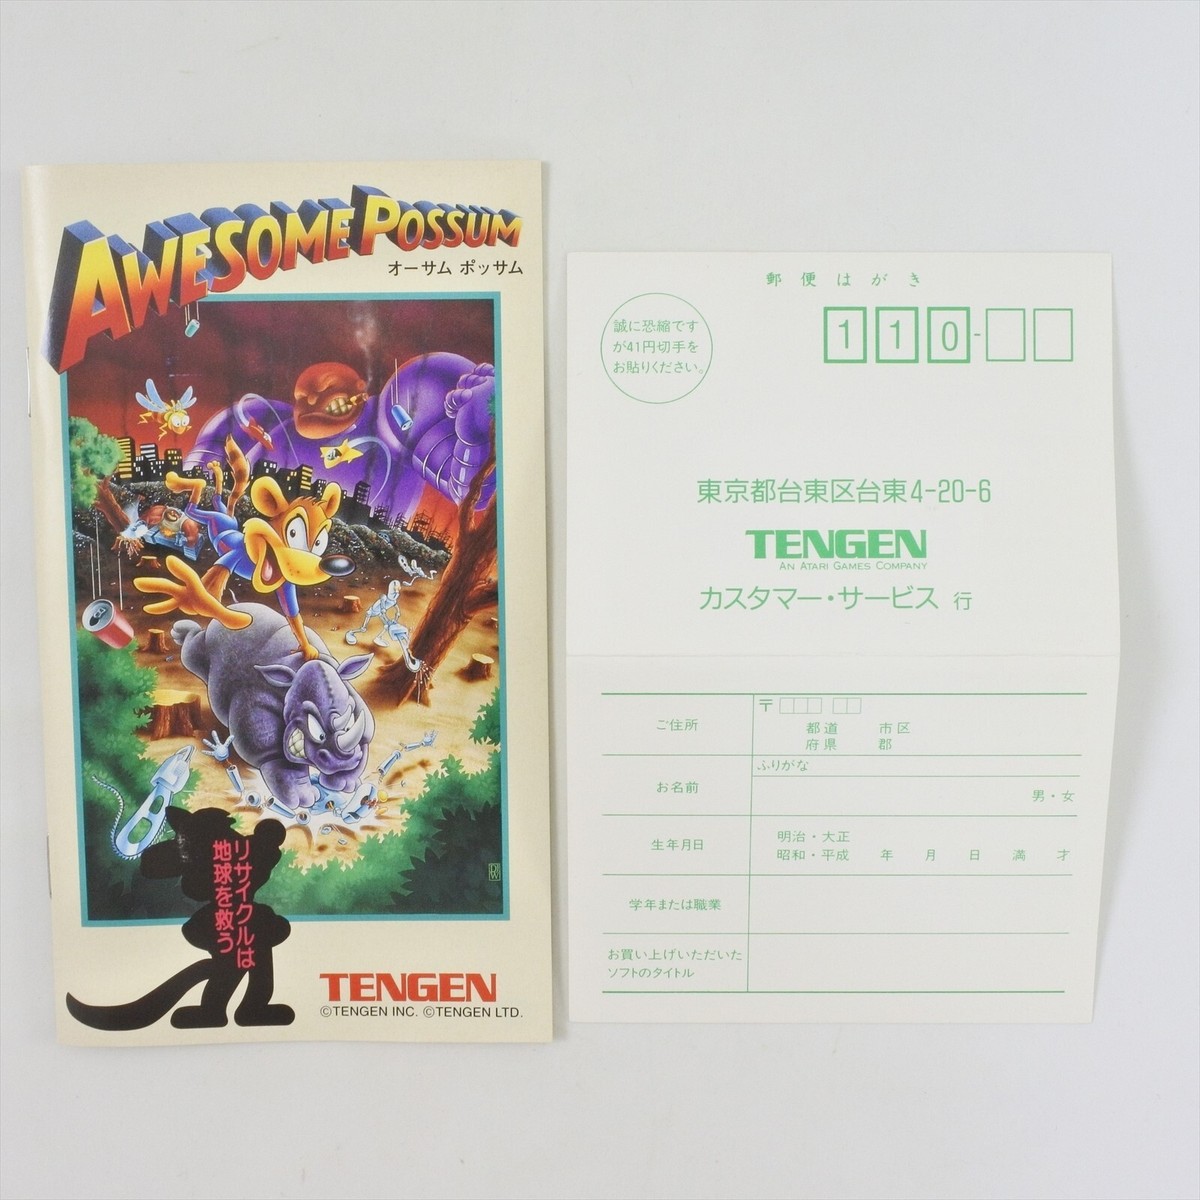 AWESOME POSSUM
オーサム ポッサム
リサイクルは
地球を救う
TENGEN
©TENGEN INC. ©TENGEN LTD.
郵便はがき
誠に恐縮です
が41円切手を
お貼りください。
110-
東京都台東区台東4-20-6
TENGEN
AN ATARI GAMES COMPANY
カスタマー・サービス 行
ご住所
〒
都道 市区
府県 郡
お名前
ふりがな
男・女
生年月日
明治・大正
昭和・平成 年 月 日 満 才
学年または職業
お買い上げいただいた
ソフトのタイトル